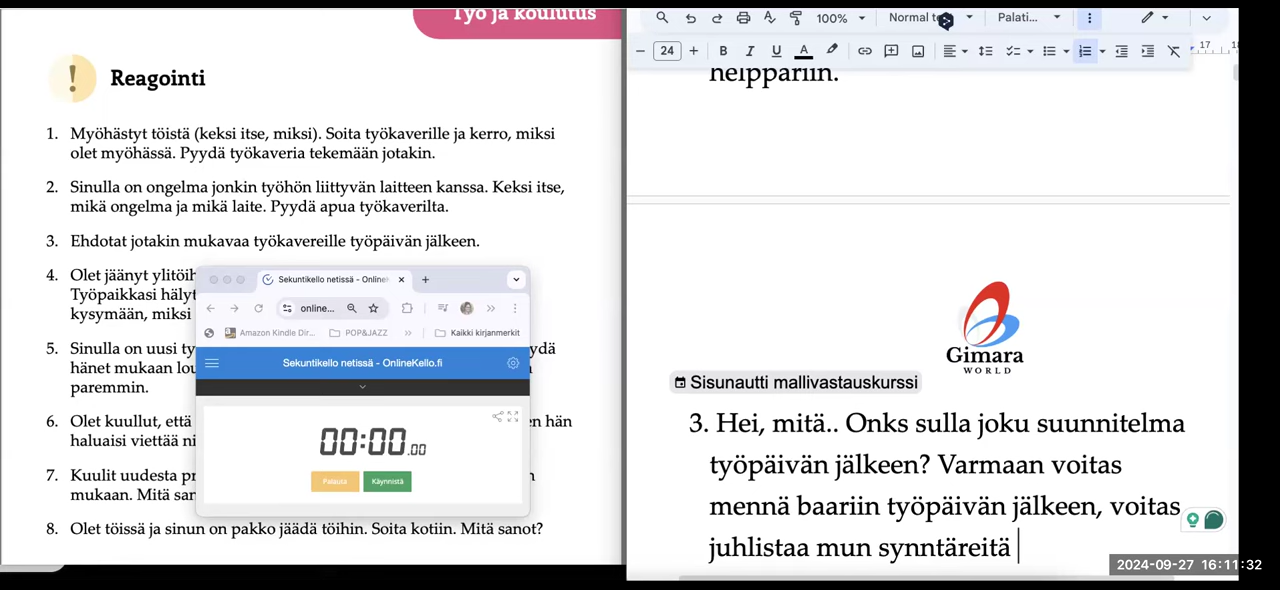 Työ ja koulutus
!
Reagointi
1. Myöhästyt töistä (keksi itse, miksi). Soita työkaverille ja kerro, miksi
olet myöhässä. Pyydä työkaveria tekemään jotakin.
2. Sinulla on ongelma jonkin työhön liittyvän laitteen kanssa. Keksi itse,
mikä ongelma ja mikä laite. Pyydä apua työkaverilta.
3. Ehdotat jotakin mukavaa työkavereille työpäivän jälkeen.
4. Olet jäänyt ylitöih
Työpaikkasi hälyt
kysymään, miksi
5. Sinulla on uusi ty
ydä
hänet mukaan lou
paremmin.
6. Olet kuullut, että
en hän
haluaisi viettää ni
7. Kuulit uudesta pr
mukaan. Mitä san
8. Olet töissä ja sinun on pakko jäädä töihin. Soita kotiin. Mitä sanot?
Sekuntikello netissä - Onlinek
online...
Amazon Kindle Dir... POP&JAZZ » Kaikki kirjanmerkit
Sekuntikello netissä - OnlineKello.fi
00:00.00
Palauta Käynnistä
100% Normal t Palati...
24 B I U A
17
helppariin.
Gimara
WORLD
Sisunautti mallivastauskurssi
3. Hei, mitä.. Onks sulla joku suunnitelma
työpäivän jälkeen? Varmaan voitas
mennä baariin työpäivän jälkeen, voitas
juhlistaa mun synntäreitä
2024-09-27 16:11:32